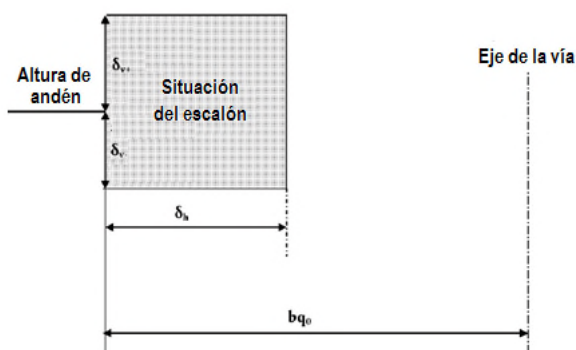 Altura de
andén
δv+
Situación
del escalón
Eje de la vía
δv
δh
bq₀